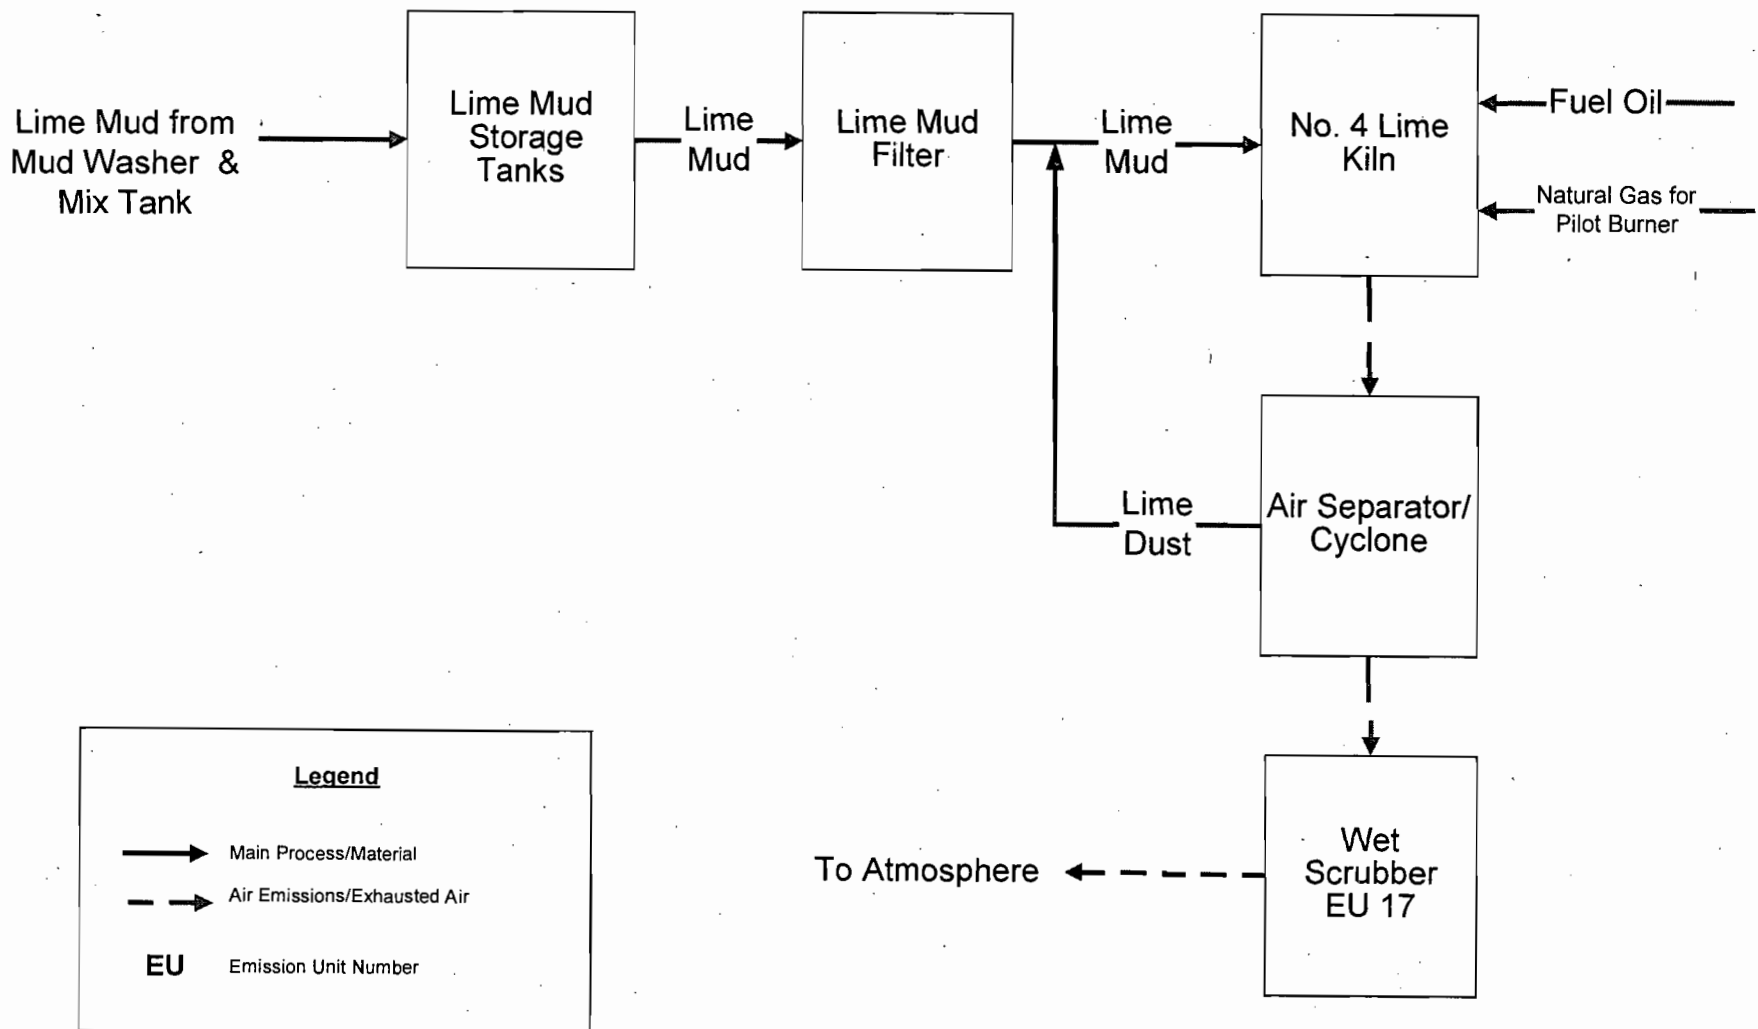 Lime Mud from
Mud Washer &
Mix Tank
Lime Mud
Storage
Tanks
Lime
Mud
Lime Mud
Filter
Lime
Mud
No. 4 Lime
Kiln
Fuel Oil
Natural Gas for
Pilot Burner
Lime
Dust
Air Separator/
Cyclone
Wet
Scrubber
EU 17
To Atmosphere
Legend
Main Process/Material
Air Emissions/Exhausted Air
EU Emission Unit Number